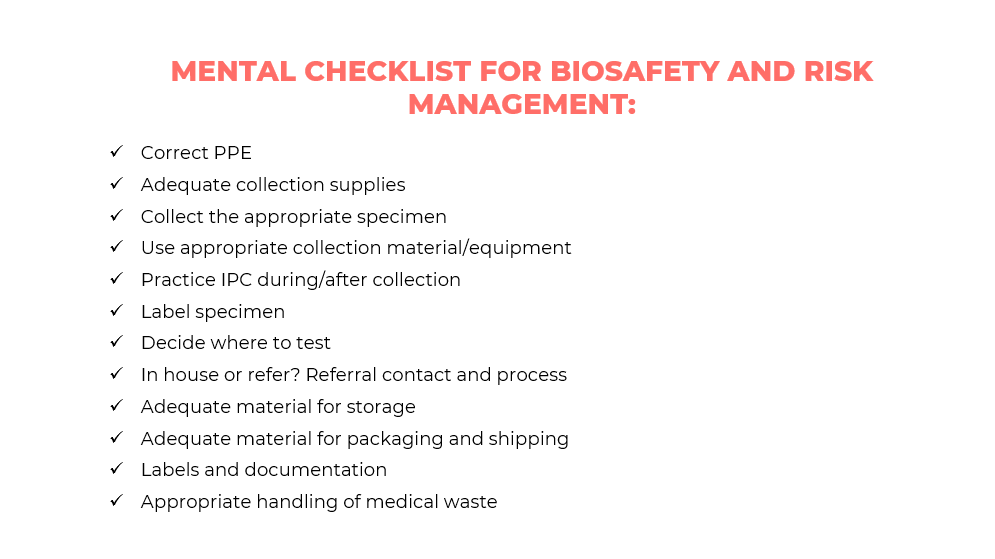 MENTAL CHECKLIST FOR BIOSAFETY AND RISK
MANAGEMENT:
✓ Correct PPE
✓ Adequate collection supplies
✓ Collect the appropriate specimen
✓ Use appropriate collection material/equipment
✓ Practice IPC during/after collection
✓ Label specimen
✓ Decide where to test
✓ In house or refer? Referral contact and process
✓ Adequate material for storage
✓ Adequate material for packaging and shipping
✓ Labels and documentation
✓ Appropriate handling of medical waste